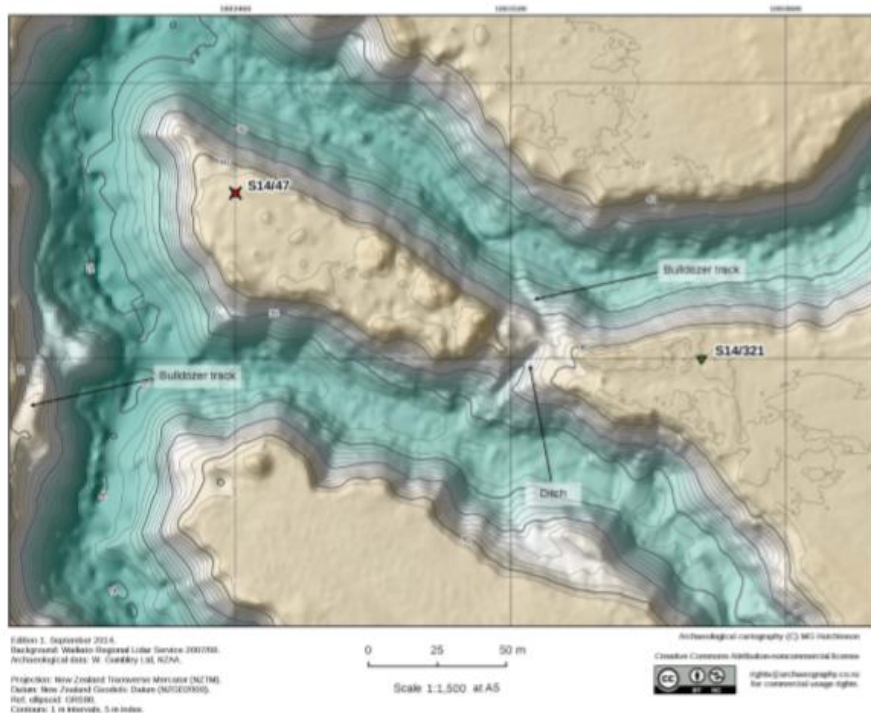 S14/47
Bulldozer track
S14/321
Bulldozer track
Ditch
Edition 1. September 2014.
Background: Waikato Regional Lidar Service 2007/08.
Archaeological data: W. Gumbley Ltd, NZAA.
Projection: New Zealand Transverse Mercator (NZTM).
Datum: New Zealand Geodetic Datum (NZGD2000).
Ref. ellipsoid: GRS80.
Contours: 1 m intervals, 5 m index.
0 25 50 m
Scale 1:1,500 at A5
Archaeological cartography (C) MG Hutchinson
Creative Commons Attribution-noncommercial license
rights@archaeography.co.nz
for commercial usage rights.
cc
BY NC